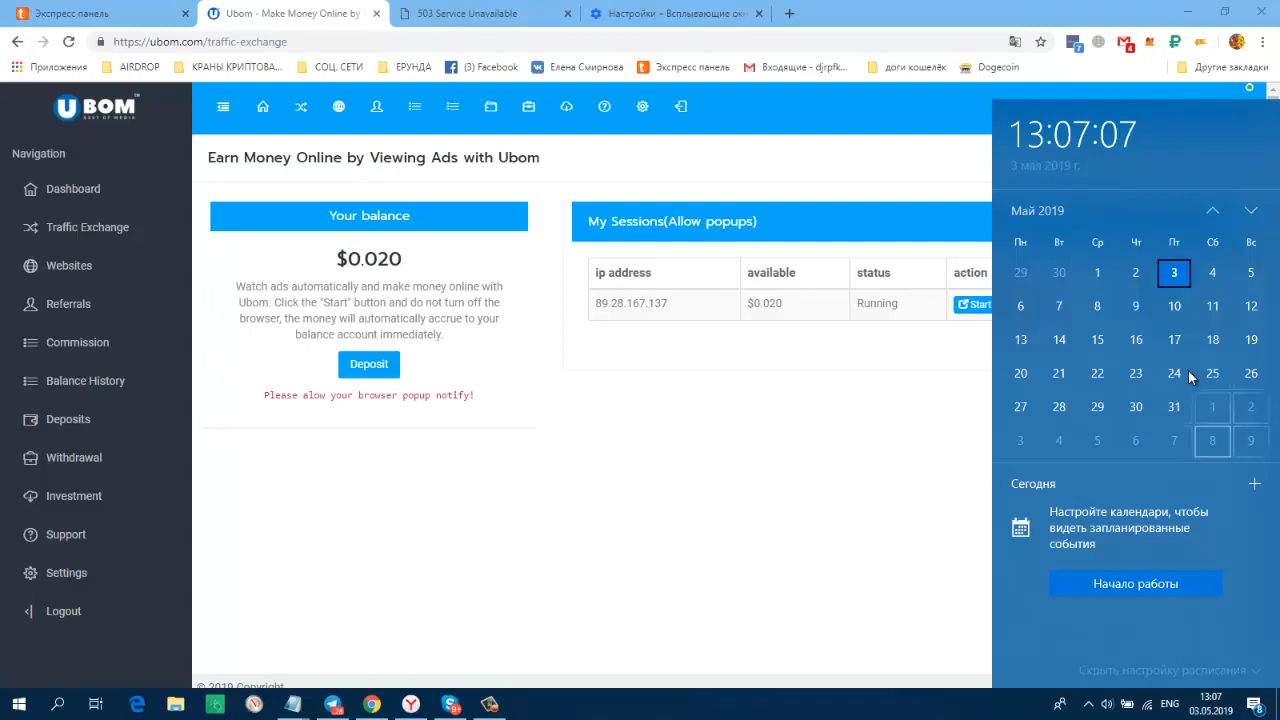 Экспресс панель
Ubom - Make Money Online by
503 Service Unavailable
Настройки – Всплывающие окн
https://ubom.com/traffic-exchange
7
4
Приложения
AIRDROP
КРАНЫ КРИПТОВА...
СОЦ. СЕТИ
ЕРУНДА
(3) Facebook
Елена Смирнова
Экспресс панель
Входящие - djrpfk...
доги кошелёк
Dogecoin
Другие закладки
UBOM
BEST OF MEDIA
Navigation
Dashboard
Traffic Exchange
Websites
Referrals
Commission
Balance History
Deposits
Withdrawal
Investment
Support
Settings
Logout
Earn Money Online by Viewing Ads with Ubom
Your balance
$0.020
Watch ads automatically and make money online with
Ubom. Click the "Start" button and do not turn off the
browser, the money will automatically accrue to your
balance account immediately.
Deposit
Please alow your browser popup notify!
My Sessions(Allow popups)
ip address available status action
89.28.167.137 $0.020 Running Start
© 2019 Copyright
13:07:07
3 мая 2019 г.
Май 2019
Пн Вт Ср Чт Пт Сб Вс
29 30 1 2 3 4 5
6 7 8 9 10 11 12
13 14 15 16 17 18 19
20 21 22 23 24 25 26
27 28 29 30 31 1 2
3 4 5 6 7 8 9
Сегодня
Настройте календари, чтобы
видеть запланированные
события
Начало работы
Скрыть настройку расписания
28
9+
ENG
13:07
03.05.2019
8